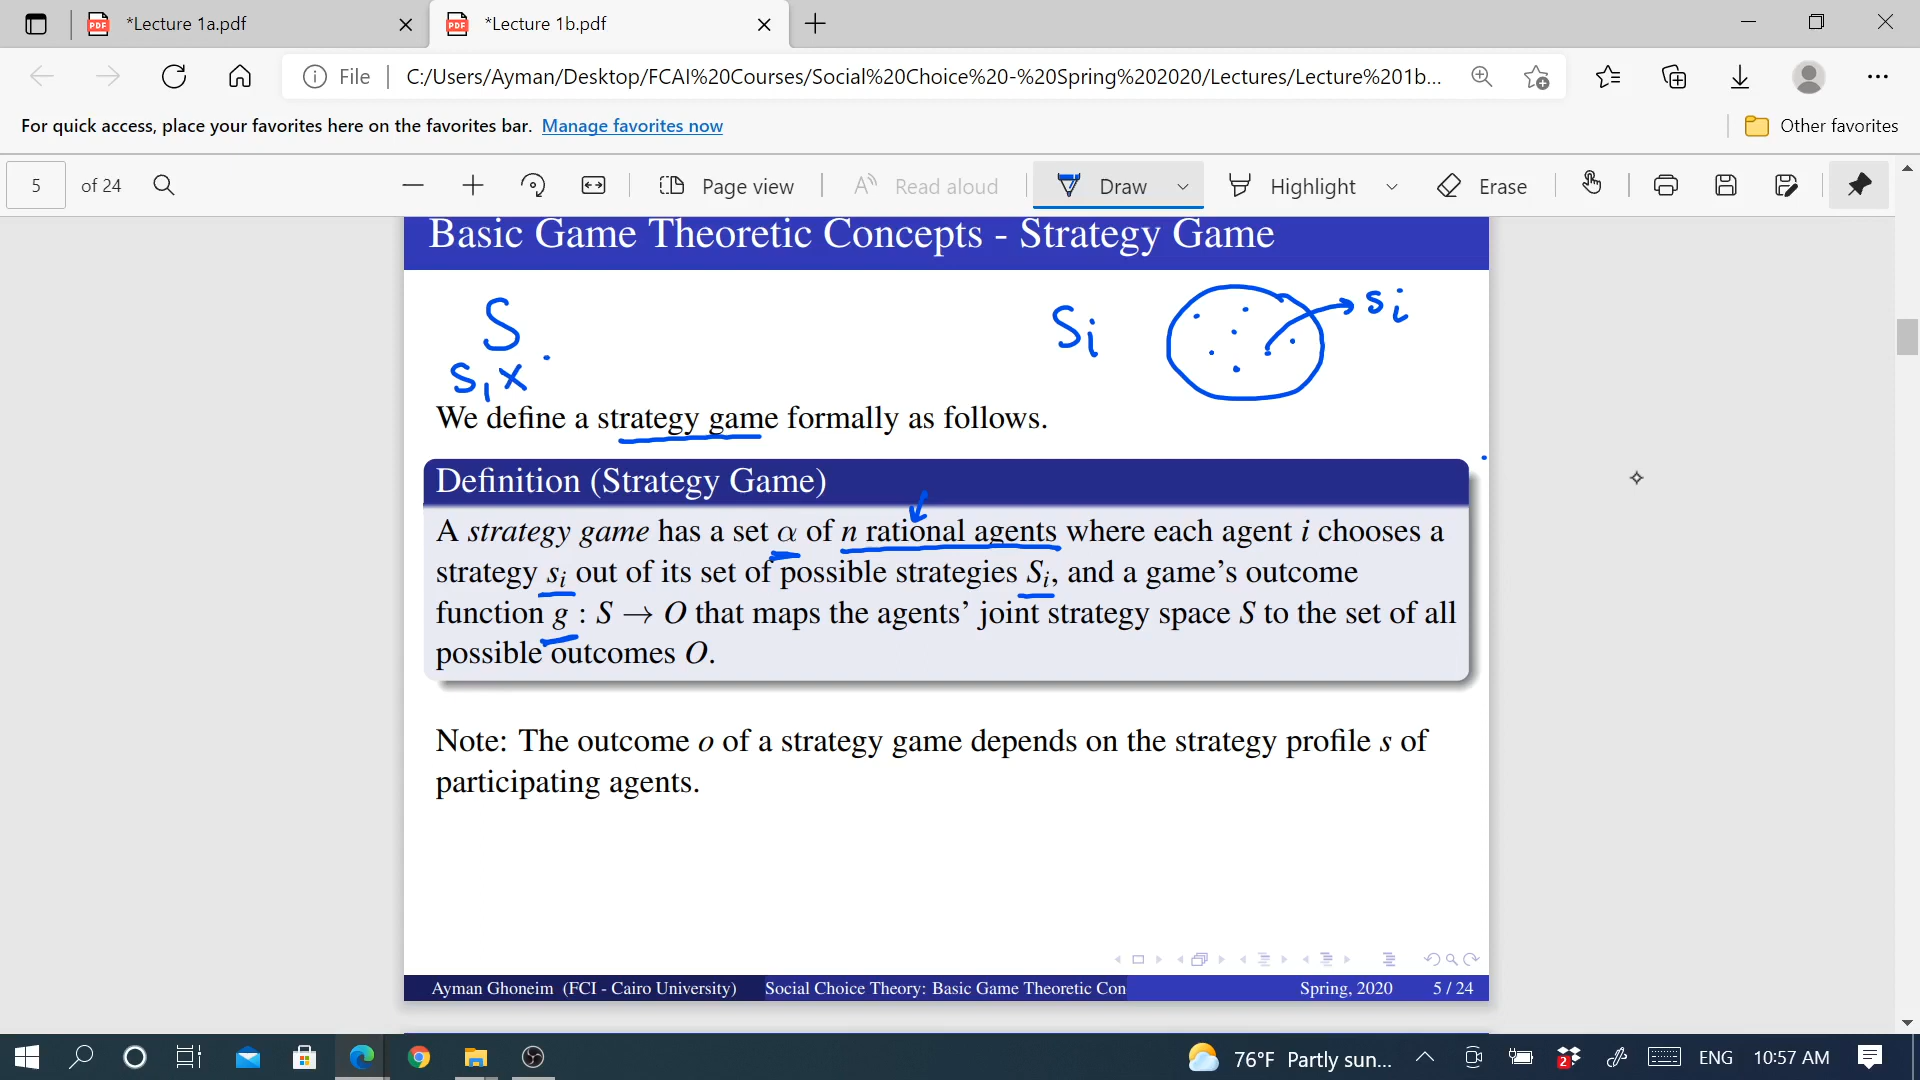 *Lecture 1a.pdf
*Lecture 1b.pdf
File C:/Users/Ayman/Desktop/FCAI%20Courses/Social%20Choice%20-%20Spring%202020/Lectures/Lecture%201b...
For quick access, place your favorites here on the favorites bar. Manage favorites now
Other favorites
5 of 24
Page view
Read aloud
Draw
Highlight
Erase
Basic Game Theoretic Concepts - Strategy Game
S
S₁ X
Sᵢ
sᵢ
We define a strategy game formally as follows.
Definition (Strategy Game)
A strategy game has a set α of n rational agents where each agent i chooses a
strategy sᵢ out of its set of possible strategies Sᵢ, and a game's outcome
function g : S → O that maps the agents' joint strategy space S to the set of all
possible outcomes O.
Note: The outcome o of a strategy game depends on the strategy profile s of
participating agents.
Ayman Ghoneim (FCI - Cairo University) Social Choice Theory: Basic Game Theoretic Con Spring, 2020 5 / 24
76°F Partly sun... 2 ENG 10:57 AM